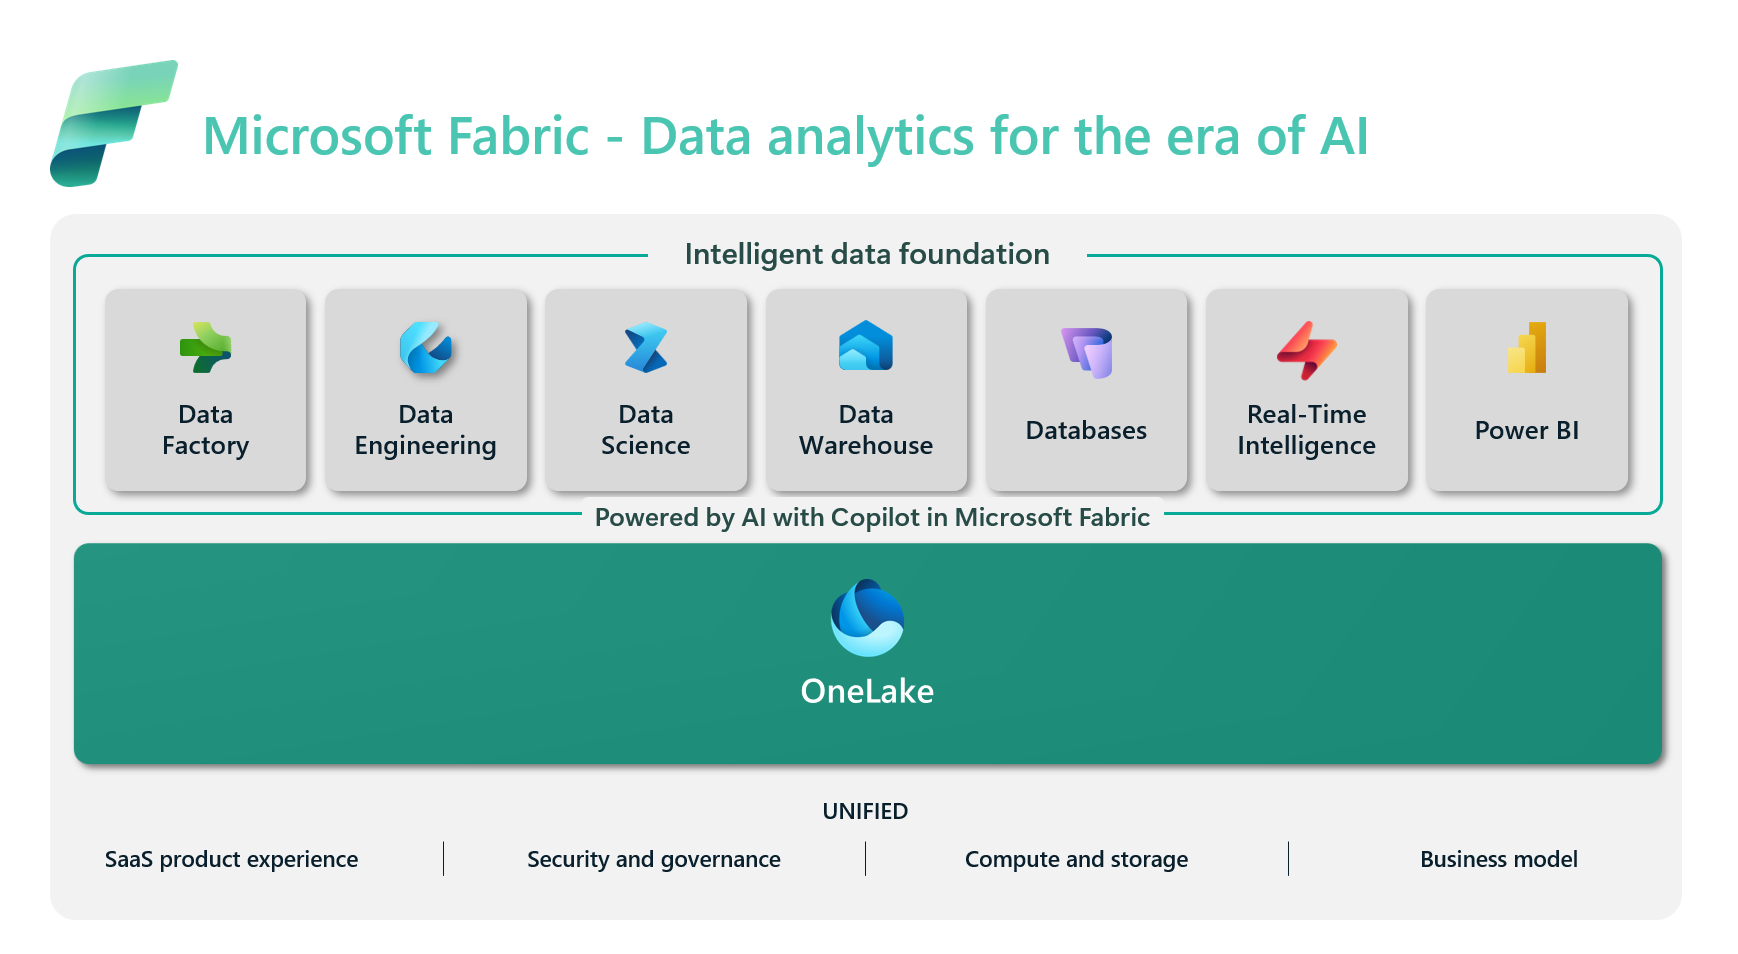 Microsoft Fabric - Data analytics for the era of AI
Intelligent data foundation
Data
Factory
Data
Engineering
Data
Science
Data
Warehouse
Databases
Real-Time
Intelligence
Power BI
Powered by AI with Copilot in Microsoft Fabric
OneLake
UNIFIED
SaaS product experience
Security and governance
Compute and storage
Business model